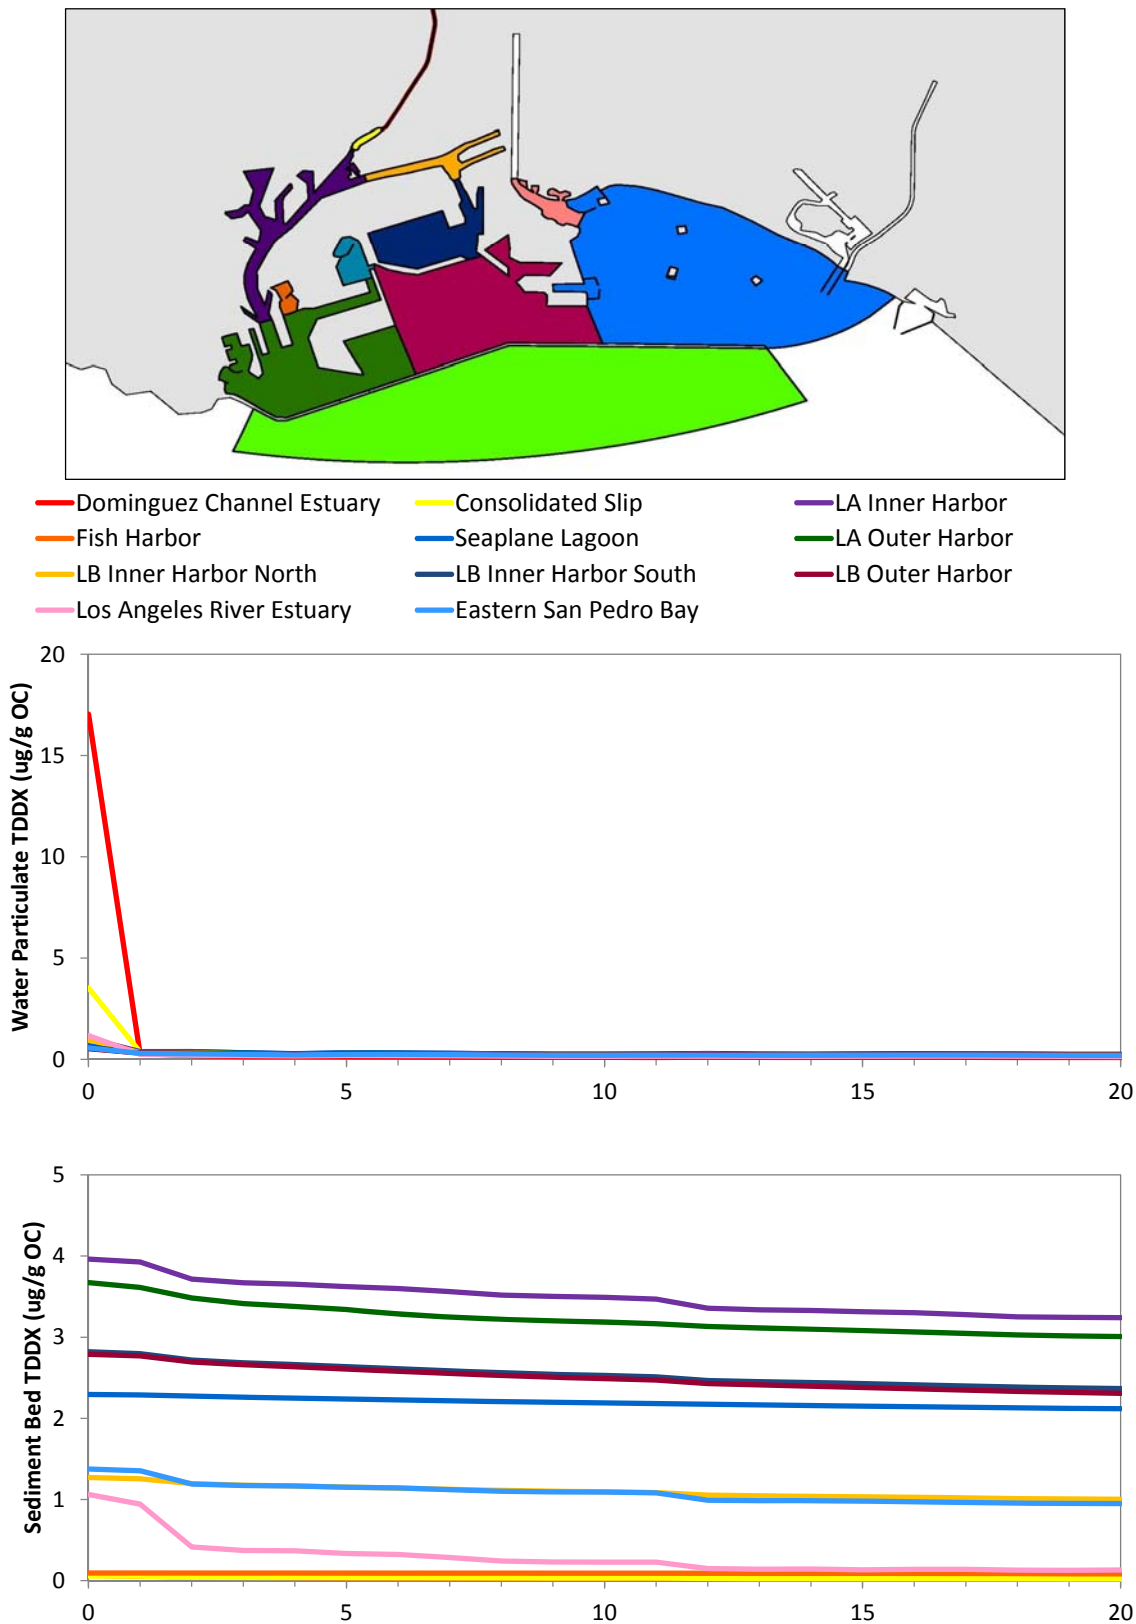 Dominguez Channel Estuary Consolidated Slip LA Inner Harbor
Fish Harbor Seaplane Lagoon LA Outer Harbor
LB Inner Harbor North LB Inner Harbor South LB Outer Harbor
Los Angeles River Estuary Eastern San Pedro Bay
Water Particulate TDDX (ug/g OC)
20
15
10
5
0
0 5 10 15 20
Sediment Bed TDDX (ug/g OC)
5
4
3
2
1
0
0 5 10 15 20